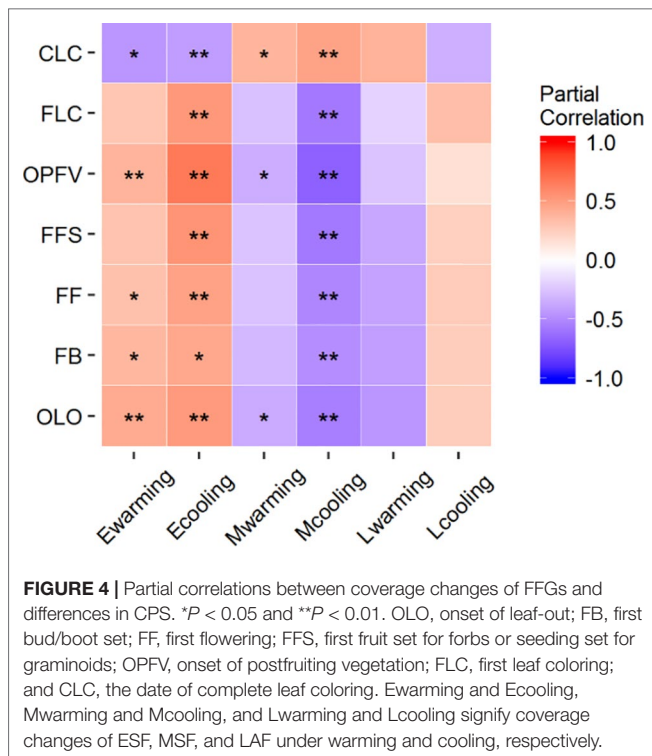 CLC
* ** * **
FLC
** **
OPFV
** ** * **
FFS
** **
FF
* ** **
FB
* * **
OLO
** ** * **
Ewarming Ecooling Mwarming Mcooling Lwarming Lcooling
Partial
Correlation
1.0
0.5
0.0
-0.5
-1.0
FIGURE 4 | Partial correlations between coverage changes of FFGs and
differences in CPS. *P < 0.05 and **P < 0.01. OLO, onset of leaf-out; FB, first
bud/boot set; FF, first flowering; FFS, first fruit set for forbs or seeding set for
graminoids; OPFV, onset of postfruiting vegetation; FLC, first leaf coloring;
and CLC, the date of complete leaf coloring. Ewarming and Ecooling,
Mwarming and Mcooling, and Lwarming and Lcooling signify coverage
changes of ESF, MSF, and LAF under warming and cooling, respectively.